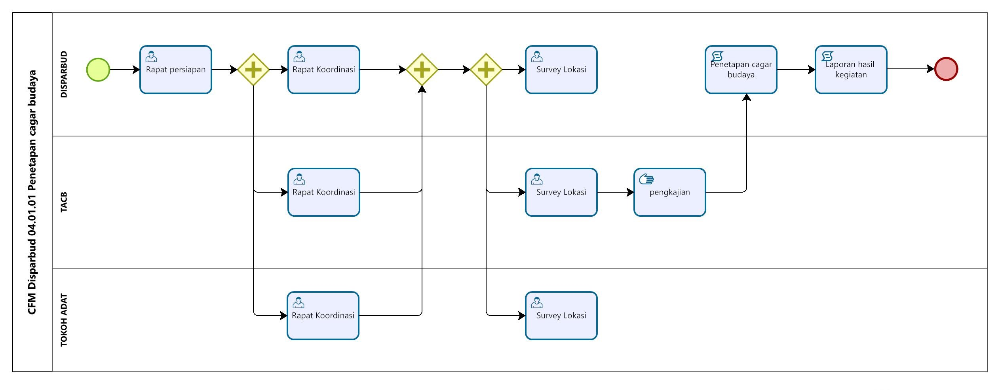 CFM Disparbud 04.01.01 Penetapan cagar budaya
DISPARBUD
Rapat persiapan
Rapat Koordinasi
Survey Lokasi
Penetapan cagar
budaya
Laporan hasil
kegiatan
TACB
Rapat Koordinasi
Survey Lokasi
pengkajian
TOKOH ADAT
Rapat Koordinasi
Survey Lokasi